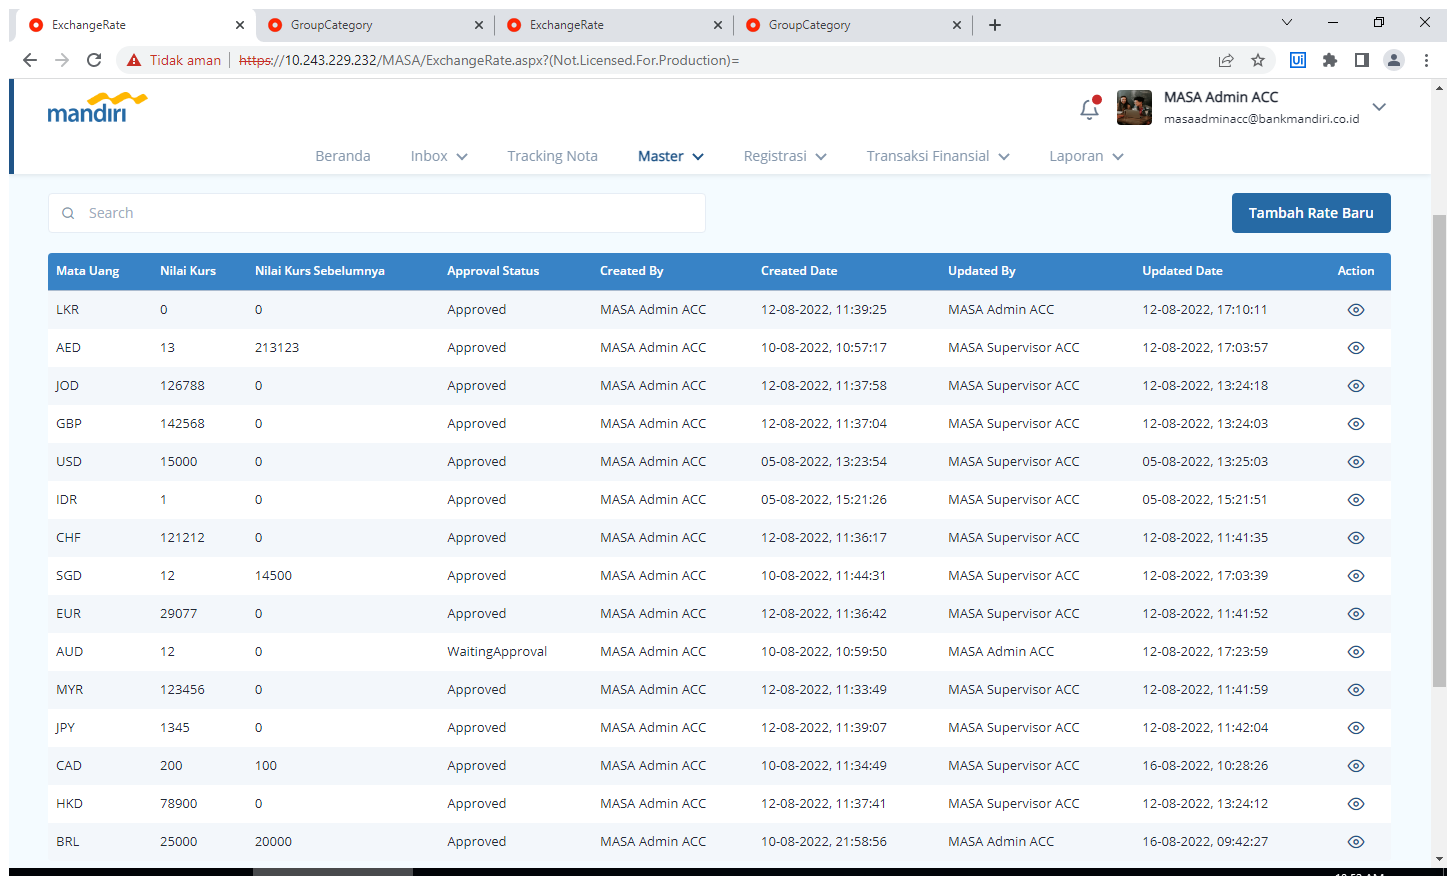 ExchangeRate GroupCategory ExchangeRate GroupCategory
Tidak aman https://10.243.229.232/MASA/ExchangeRate.aspx?(Not.Licensed.For.Production)=
mandiri
MASA Admin ACC
masaadminacc@bankmandiri.co.id
Beranda Inbox Tracking Nota Master Registrasi Transaksi Finansial Laporan
Search Tambah Rate Baru
Mata Uang Nilai Kurs Nilai Kurs Sebelumnya Approval Status Created By Created Date Updated By Updated Date Action
LKR 0 0 Approved MASA Admin ACC 12-08-2022, 11:39:25 MASA Admin ACC 12-08-2022, 17:10:11
AED 13 213123 Approved MASA Admin ACC 10-08-2022, 10:57:17 MASA Supervisor ACC 12-08-2022, 17:03:57
JOD 126788 0 Approved MASA Admin ACC 12-08-2022, 11:37:58 MASA Supervisor ACC 12-08-2022, 13:24:18
GBP 142568 0 Approved MASA Admin ACC 12-08-2022, 11:37:04 MASA Supervisor ACC 12-08-2022, 13:24:03
USD 15000 0 Approved MASA Admin ACC 05-08-2022, 13:23:54 MASA Supervisor ACC 05-08-2022, 13:25:03
IDR 1 0 Approved MASA Admin ACC 05-08-2022, 15:21:26 MASA Supervisor ACC 05-08-2022, 15:21:51
CHF 121212 0 Approved MASA Admin ACC 12-08-2022, 11:36:17 MASA Supervisor ACC 12-08-2022, 11:41:35
SGD 12 14500 Approved MASA Admin ACC 10-08-2022, 11:44:31 MASA Supervisor ACC 12-08-2022, 17:03:39
EUR 29077 0 Approved MASA Admin ACC 12-08-2022, 11:36:42 MASA Supervisor ACC 12-08-2022, 11:41:52
AUD 12 0 WaitingApproval MASA Admin ACC 10-08-2022, 10:59:50 MASA Admin ACC 12-08-2022, 17:23:59
MYR 123456 0 Approved MASA Admin ACC 12-08-2022, 11:33:49 MASA Supervisor ACC 12-08-2022, 11:41:59
JPY 1345 0 Approved MASA Admin ACC 12-08-2022, 11:39:07 MASA Supervisor ACC 12-08-2022, 11:42:04
CAD 200 100 Approved MASA Admin ACC 10-08-2022, 11:34:49 MASA Supervisor ACC 16-08-2022, 10:28:26
HKD 78900 0 Approved MASA Admin ACC 12-08-2022, 11:37:41 MASA Supervisor ACC 12-08-2022, 13:24:12
BRL 25000 20000 Approved MASA Admin ACC 10-08-2022, 21:58:56 MASA Admin ACC 16-08-2022, 09:42:27